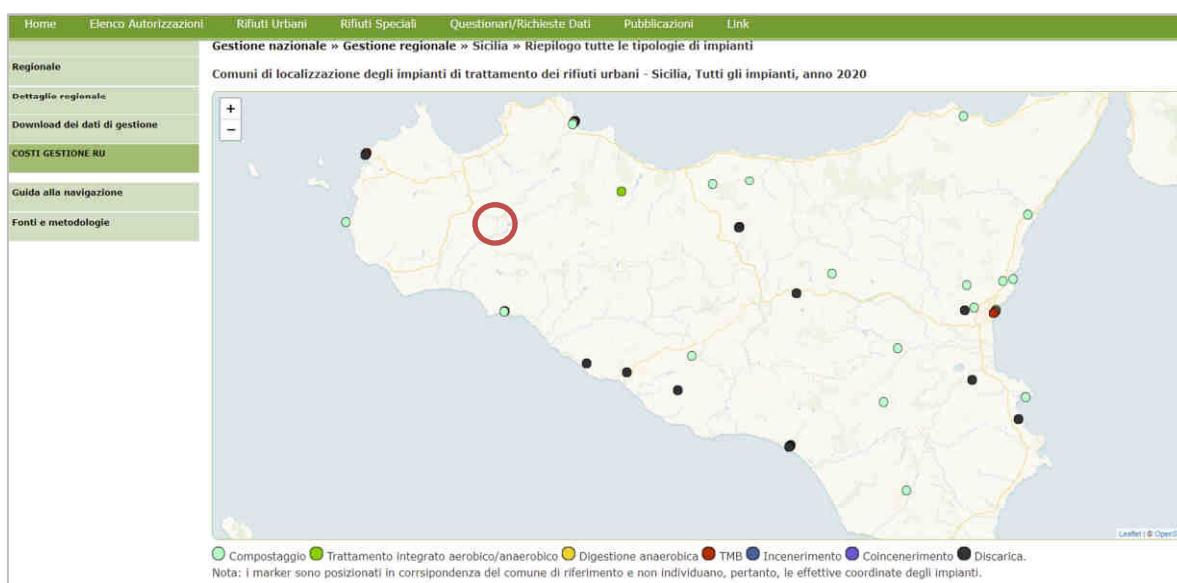 Home Elenco Autorizzazioni Rifiuti Urbani Rifiuti Speciali Questionari/Richieste Dati Pubblicazioni Link
Gestione nazionale » Gestione regionale » Sicilia » Riepilogo tutte le tipologie di impianti
Regionale
Comuni di localizzazione degli impianti di trattamento dei rifiuti urbani - Sicilia, Tutti gli impianti, anno 2020
Dettaglio regionale
Download dei dati di gestione
COSTI GESTIONE RU
Guida alla navigazione
Fonti e metodologie
+
−
Leaflet | © OpenS
Compostaggio Trattamento integrato aerobico/anaerobico Digestione anaerobica TMB Incenerimento Coincenerimento Discarica.
Nota: i marker sono posizionati in corrsipondenza del comune di riferimento e non individuano, pertanto, le effettive coordinate degli impianti.